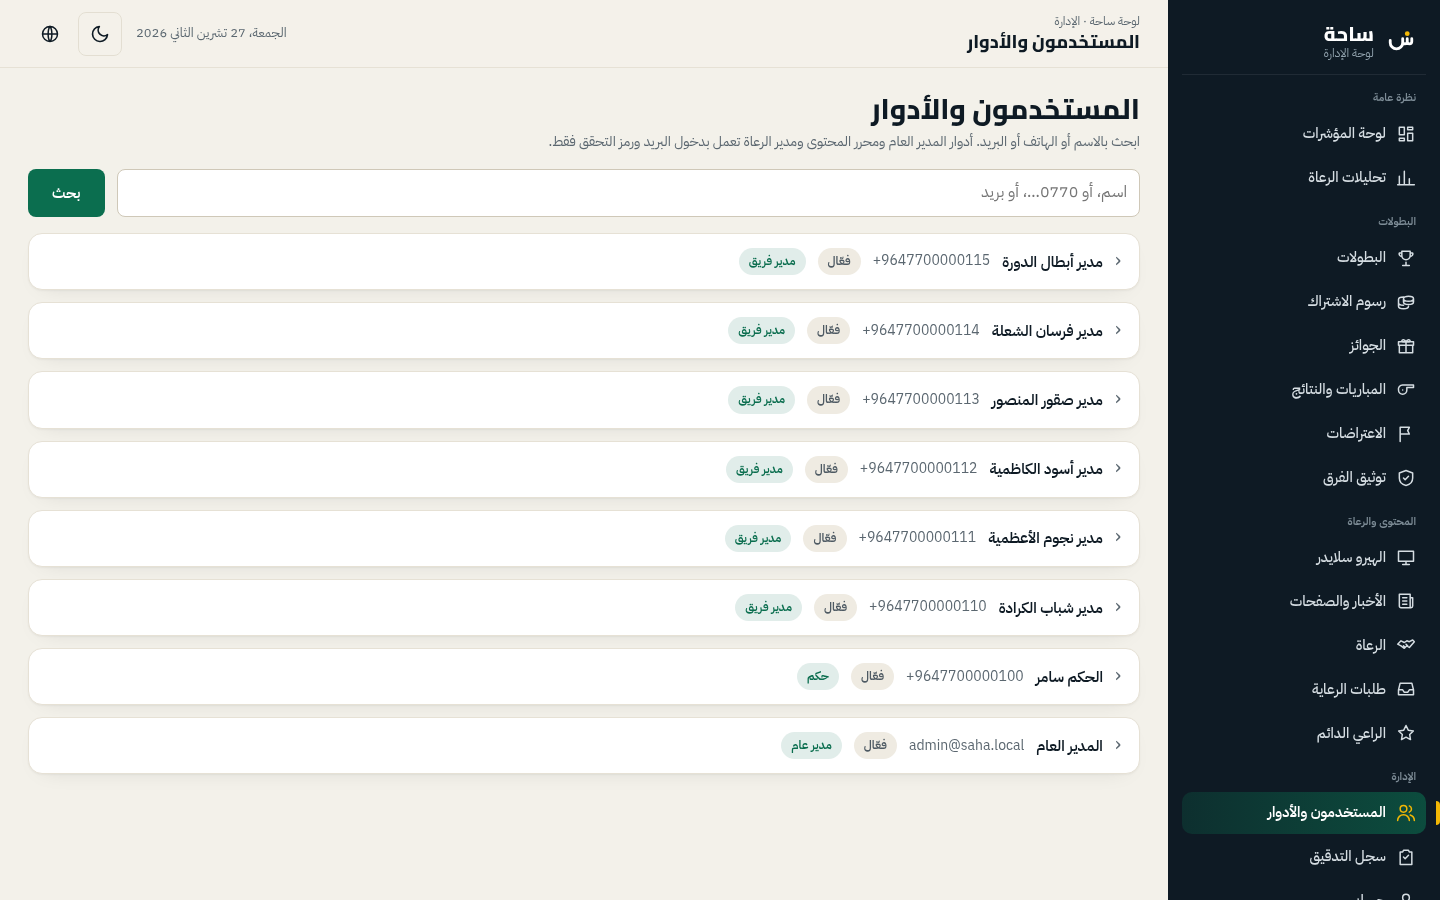 ساحة
لوحة الإدارة
نظرة عامة
لوحة المؤشرات
تحليلات الرعاة
البطولات
البطولات
رسوم الاشتراك
الجوائز
المباريات والنتائج
الاعتراضات
توثيق الفرق
المحتوى والرعاة
الهيرو سلايدر
الأخبار والصفحات
الرعاة
طلبات الرعاية
الراعي الدائم
الإدارة
المستخدمون والأدوار
سجل التدقيق
لوحة ساحة · الإدارة
المستخدمون والأدوار
الجمعة، 27 تشرين الثاني 2026
المستخدمون والأدوار
ابحث بالاسم أو الهاتف أو البريد. أدوار المدير العام ومحرر المحتوى ومدير الرعاة تعمل بدخول البريد ورمز التحقق فقط.
اسم، أو 0770…، أو بريد
بحث
مدير أبطال الدورة +9647700000115 فعّال مدير فريق
مدير فرسان الشعلة +9647700000114 فعّال مدير فريق
مدير صقور المنصور +9647700000113 فعّال مدير فريق
مدير أسود الكاظمية +9647700000112 فعّال مدير فريق
مدير نجوم الأعظمية +9647700000111 فعّال مدير فريق
مدير شباب الكرادة +9647700000110 فعّال مدير فريق
الحكم سامر +9647700000100 فعّال حكم
المدير العام admin@saha.local فعّال مدير عام